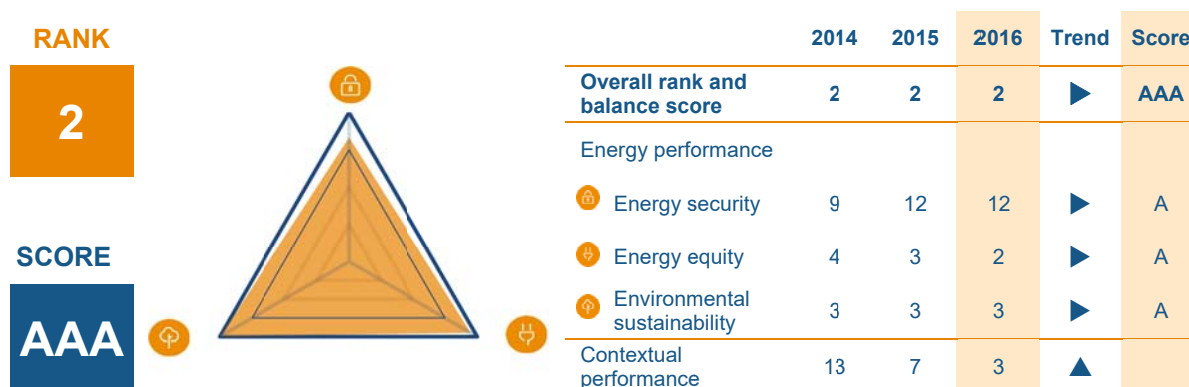 RANK
2
SCORE
AAA
2014 2015 2016 Trend Score
Overall rank and
balance score 2 2 2 AAA
Energy performance
Energy security 9 12 12 A
Energy equity 4 3 2 A
Environmental
sustainability 3 3 3 A
Contextual
performance 13 7 3